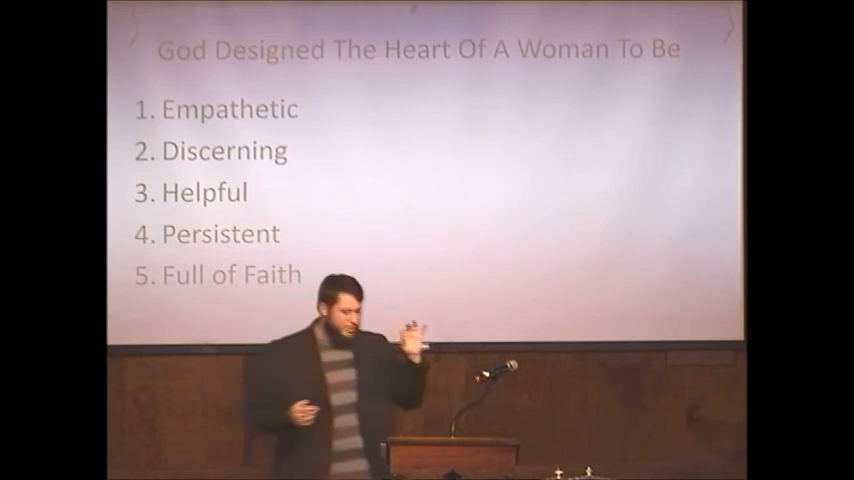 God Designed The Heart Of A Woman To Be
1. Empathetic
2. Discerning
3. Helpful
4. Persistent
5. Full of Faith